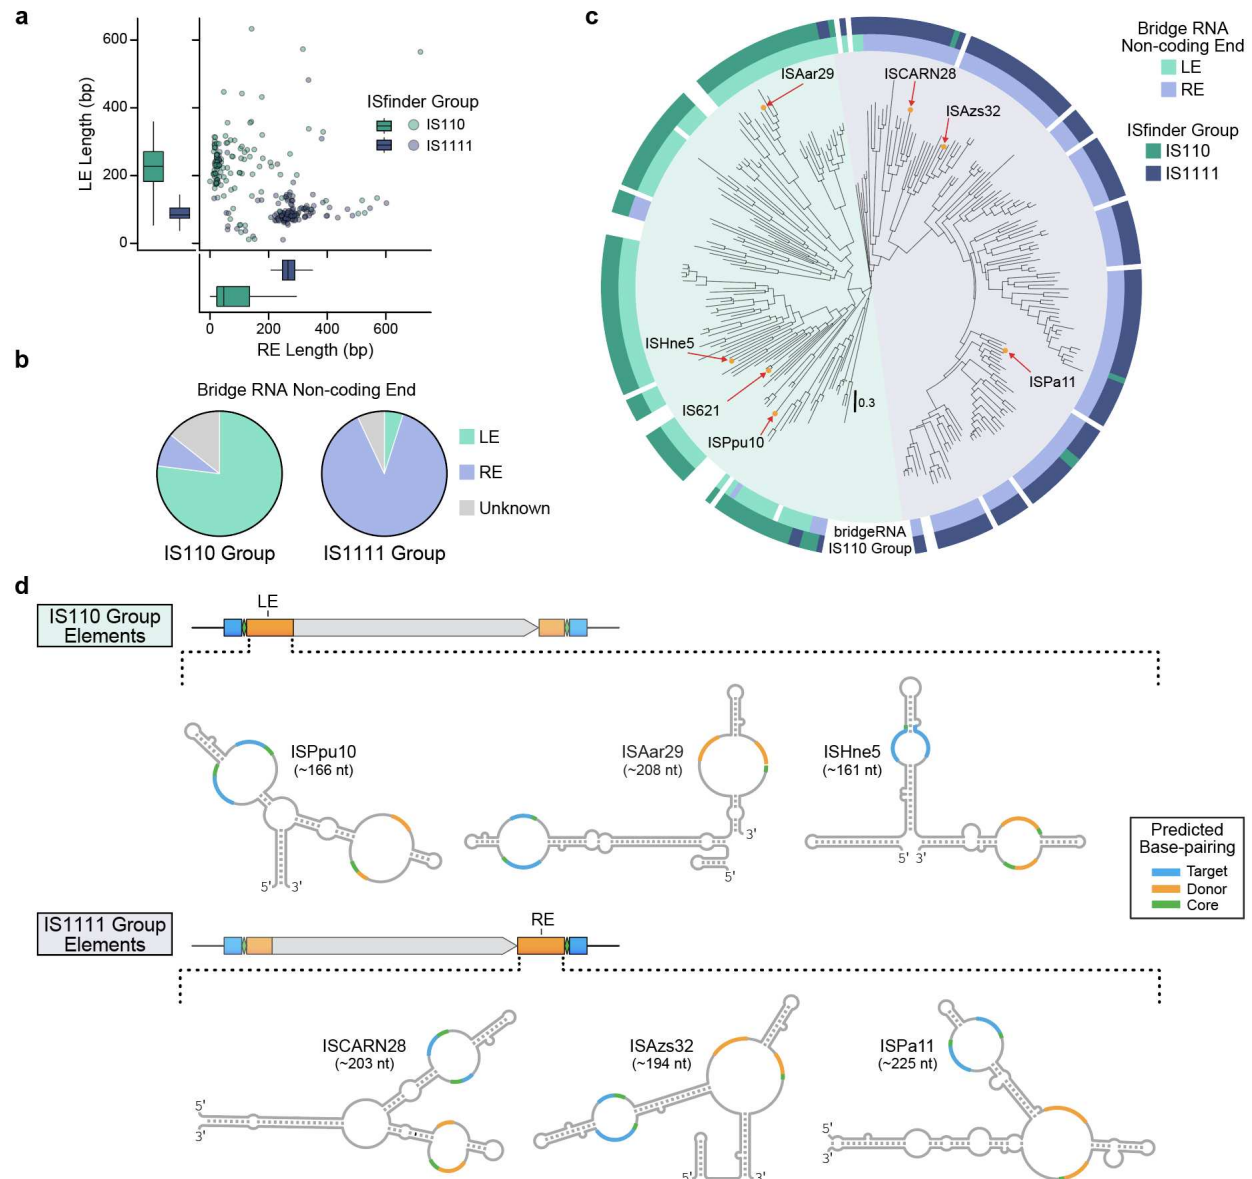 a
600
400
200
0
LE Length (bp)
ISfinder Group
IS110
IS1111
0 200 400 600
RE Length (bp)
b
Bridge RNA Non-coding End
LE
RE
Unknown
IS110 Group
IS1111 Group
c
Bridge RNA
Non-coding End
LE
RE
ISfinder Group
IS110
IS1111
ISAar29
ISCARN28
ISAzs32
ISHne5
IS621
ISPpu10
ISPa11
0.3
bridgeRNA
IS110 Group
d
IS110 Group
Elements
LE
ISPpu10
(~166 nt)
5' 3'
ISAar29
(~208 nt)
3'
5'
ISHne5
(~161 nt)
5' 3'
Predicted
Base-pairing
Target
Donor
Core
IS1111 Group
Elements
RE
ISCARN28
(~203 nt)
5'
3'
ISAzs32
(~194 nt)
5' 3'
ISPa11
(~225 nt)
5'
3'